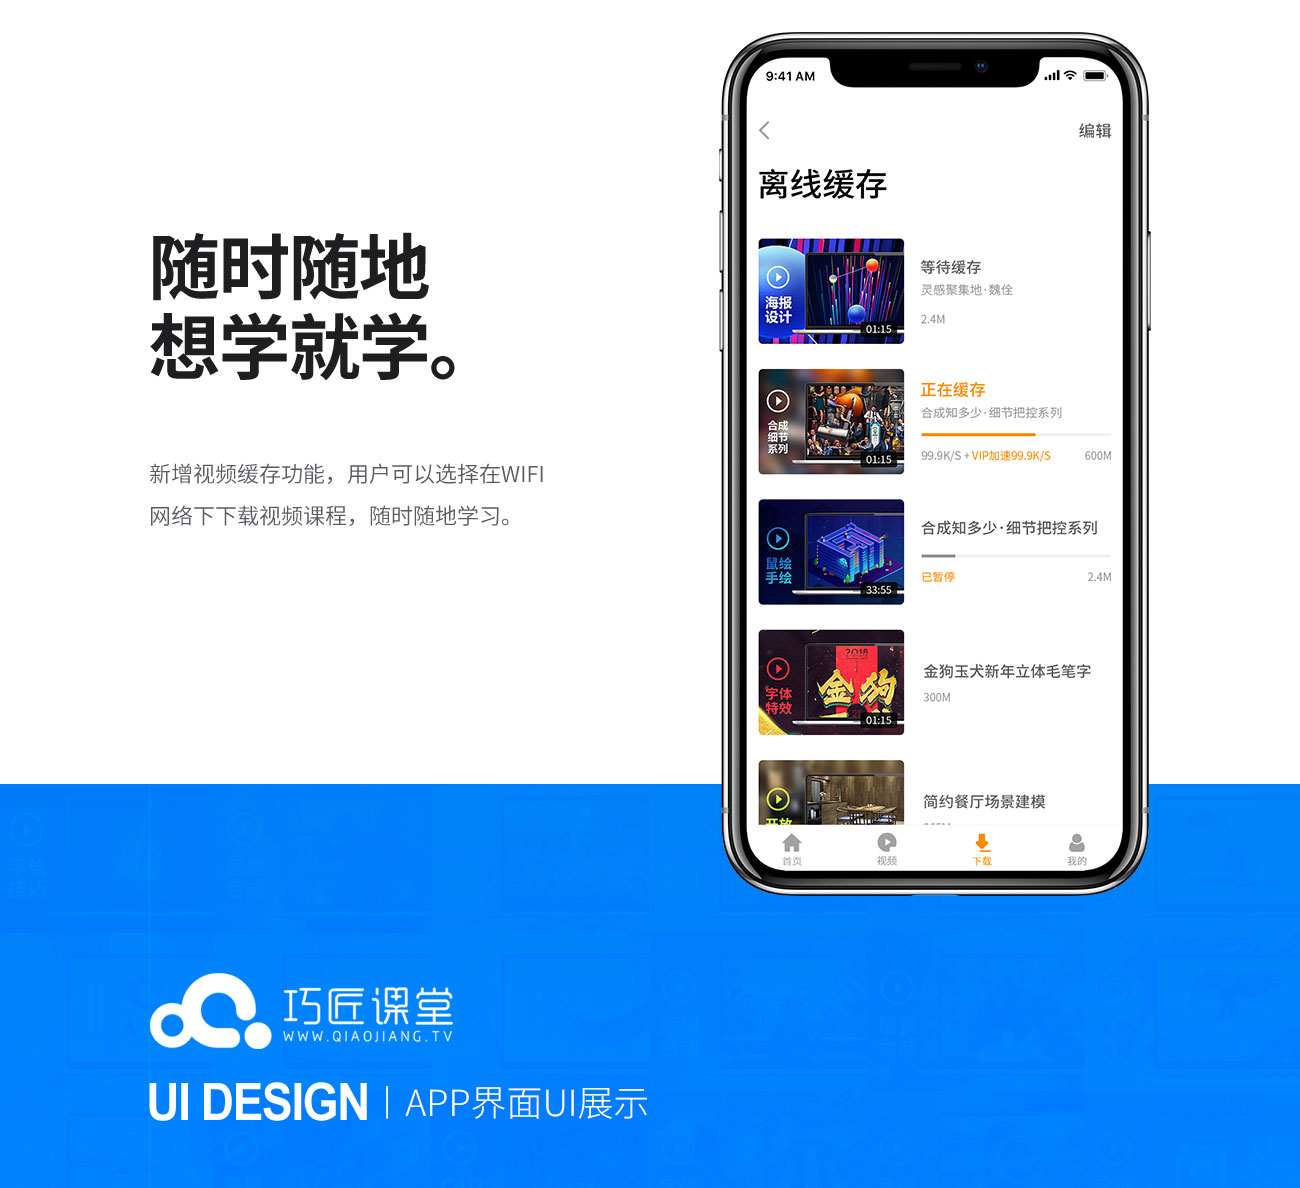 随时随地
想学就学。
新增视频缓存功能，用户可以选择在WIFI
网络下下载视频课程，随时随地学习。
9:41 AM
编辑
离线缓存
海报
设计
01:15
等待缓存
灵感聚集地·魏佺
2.4M
合成
细节
系列
01:15
正在缓存
合成知多少·细节把控系列
99.9K/S + VIP加速99.9K/S
600M
鼠绘
手绘
33:55
合成知多少·细节把控系列
已暂停
2.4M
字体
特效
2018
金狗
01:15
金狗玉犬新年立体毛笔字
300M
简约餐厅场景建模
首页
视频
下载
我的
手绘
技巧
场景
合成
巧匠课堂
WWW.QIAOJIANG.TV
UI DESIGN | APP界面UI展示